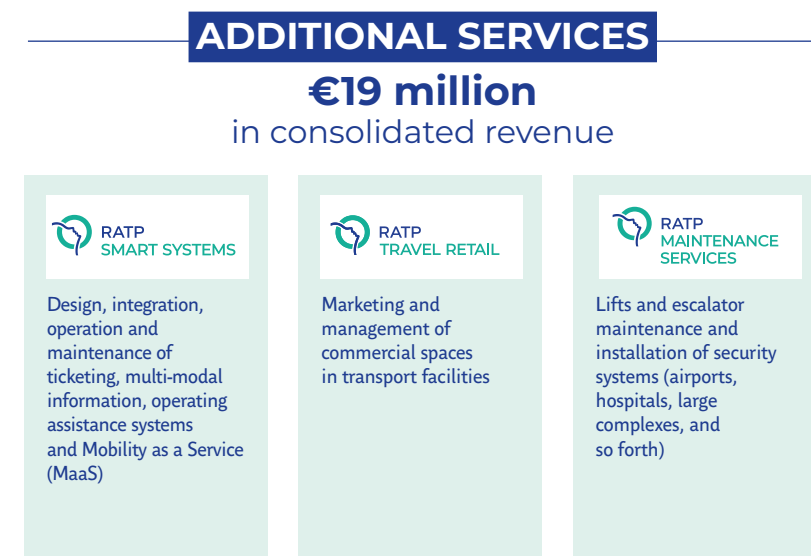 ADDITIONAL SERVICES
€19 million
in consolidated revenue
RATP
SMART SYSTEMS
Design, integration,
operation and
maintenance of
ticketing, multi-modal
information, operating
assistance systems
and Mobility as a Service
(MaaS)
RATP
TRAVEL RETAIL
Marketing and
management of
commercial spaces
in transport facilities
RATP
MAINTENANCE
SERVICES
Lifts and escalator
maintenance and
installation of security
systems (airports,
hospitals, large
complexes, and
so forth)